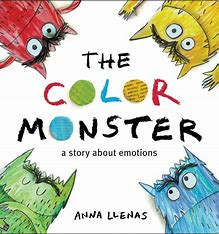 THE
COLOR
MONSTER
a story about emotions
ANNA LLENAS